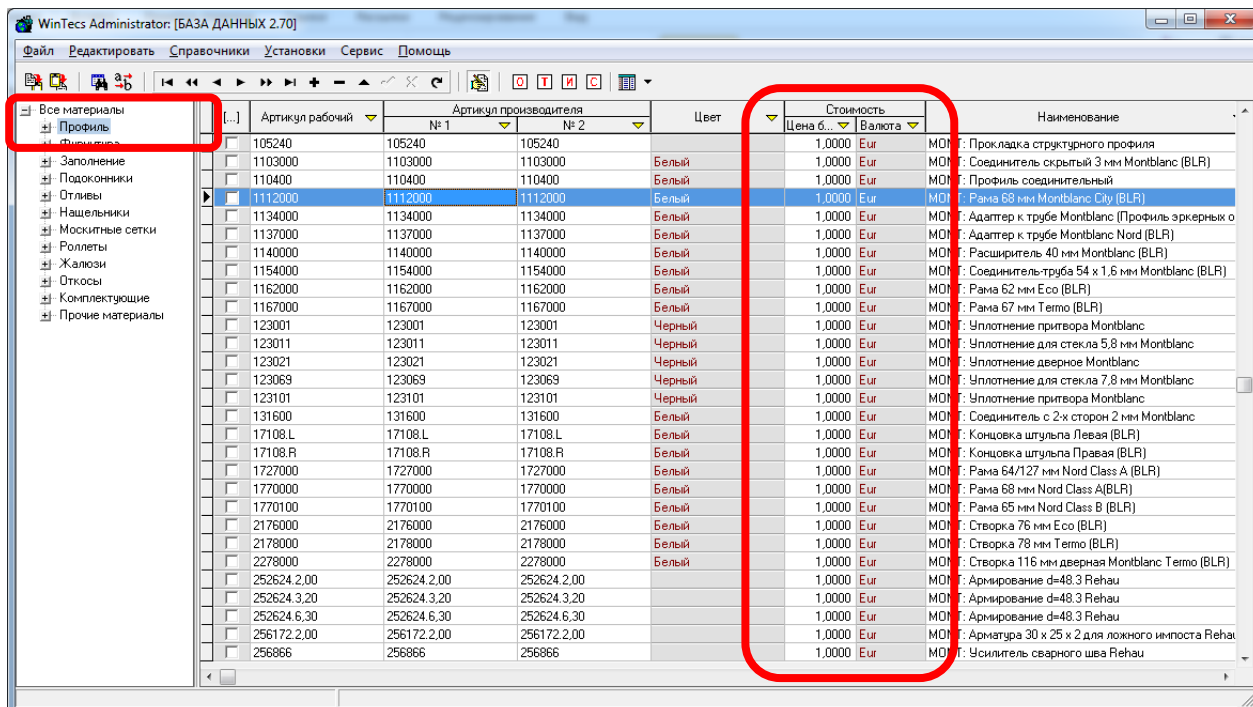 WinTecs Administrator: [БАЗА ДАННЫХ 2.70]
Файл Редактировать Справочники Установки Сервис Помощь
О Т И С
Все материалы
Профиль
Фурнитура
Заполнение
Подоконники
Отливы
Нащельники
Москитные сетки
Роллеты
Жалюзи
Откосы
Комплектующие
Прочие материалы
[...] Артикул рабочий Артикул производителя Цвет Стоимость Наименование
№ 1 № 2 Цена б... Валюта
105240 105240 105240 1,0000 Eur MONT: Прокладка структурного профиля
1103000 1103000 1103000 Белый 1,0000 Eur MONT: Соединитель скрытый 3 мм Montblanc (BLR)
110400 110400 110400 Белый 1,0000 Eur MONT: Профиль соединительный
1112000 1112000 1112000 Белый 1,0000 Eur MONT: Рама 68 мм Montblanc City (BLR)
1134000 1134000 1134000 Белый 1,0000 Eur MONT: Адаптер к трубе Montblanc (Профиль эркерных о
1137000 1137000 1137000 Белый 1,0000 Eur MONT: Адаптер к трубе Montblanc Nord (BLR)
1140000 1140000 1140000 Белый 1,0000 Eur MONT: Расширитель 40 мм Montblanc (BLR)
1154000 1154000 1154000 Белый 1,0000 Eur MONT: Соединитель-труба 54 x 1,6 мм Montblanc (BLR)
1162000 1162000 1162000 Белый 1,0000 Eur MONT: Рама 62 мм Eco (BLR)
1167000 1167000 1167000 Белый 1,0000 Eur MONT: Рама 67 мм Termo (BLR)
123001 123001 123001 Черный 1,0000 Eur MONT: Уплотнение притвора Montblanc
123011 123011 123011 Черный 1,0000 Eur MONT: Уплотнение для стекла 5,8 мм Montblanc
123021 123021 123021 Черный 1,0000 Eur MONT: Уплотнение дверное Montblanc
123069 123069 123069 Черный 1,0000 Eur MONT: Уплотнение для стекла 7,8 мм Montblanc
123101 123101 123101 Черный 1,0000 Eur MONT: Уплотнение притвора Montblanc
131600 131600 131600 Белый 1,0000 Eur MONT: Соединитель с 2-х сторон 2 мм Montblanc
17108.L 17108.L 17108.L Белый 1,0000 Eur MONT: Концовка штульпа Левая (BLR)
17108.R 17108.R 17108.R Белый 1,0000 Eur MONT: Концовка штульпа Правая (BLR)
1727000 1727000 1727000 Белый 1,0000 Eur MONT: Рама 64/127 мм Nord Class A (BLR)
1770000 1770000 1770000 Белый 1,0000 Eur MONT: Рама 68 мм Nord Class A(BLR)
1770100 1770100 1770100 Белый 1,0000 Eur MONT: Рама 65 мм Nord Class B (BLR)
2176000 2176000 2176000 Белый 1,0000 Eur MONT: Створка 76 мм Eco (BLR)
2178000 2178000 2178000 Белый 1,0000 Eur MONT: Створка 78 мм Termo (BLR)
2278000 2278000 2278000 Белый 1,0000 Eur MONT: Створка 116 мм дверная Montblanc Termo (BLR)
252624.2,00 252624.2,00 252624.2,00 1,0000 Eur MONT: Армирование d=48.3 Rehau
252624.3,20 252624.3,20 252624.3,20 1,0000 Eur MONT: Армирование d=48.3 Rehau
252624.6,30 252624.6,30 252624.6,30 1,0000 Eur MONT: Армирование d=48.3 Rehau
256172.2,00 256172.2,00 256172.2,00 1,0000 Eur MONT: Арматура 30 x 25 x 2 для ложного импоста Rehau
256866 256866 256866 1,0000 Eur MONT: Усилитель сварного шва Rehau